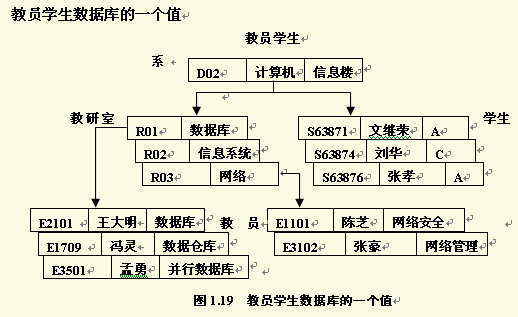 教员学生数据库的一个值
教员学生
系
D02 计算机 信息楼
教研室
学生
R01 数据库
R02 信息系统
R03 网络
S63871 文继荣 A
S63874 刘华 C
S63876 张孝 A
E2101 王大明 数据库
E1709 冯灵 数据仓库
E3501 孟勇 并行数据库
教 员
E1101 陈芝 网络安全
E3102 张豪 网络管理
图 1.19 教员学生数据库的一个值